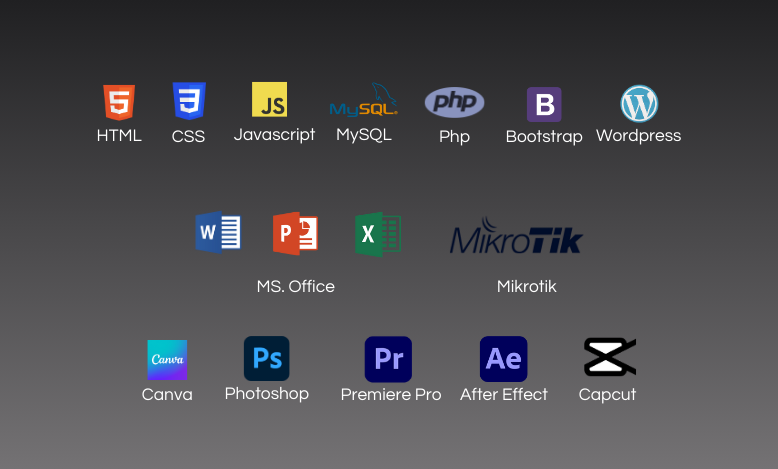 5 3 JS MySQL php B W
HTML CSS Javascript MySQL Php Bootstrap Wordpress
W P X MikroTik
MS. Office Mikrotik
Canva Ps Pr Ae
Canva Photoshop Premiere Pro After Effect Capcut